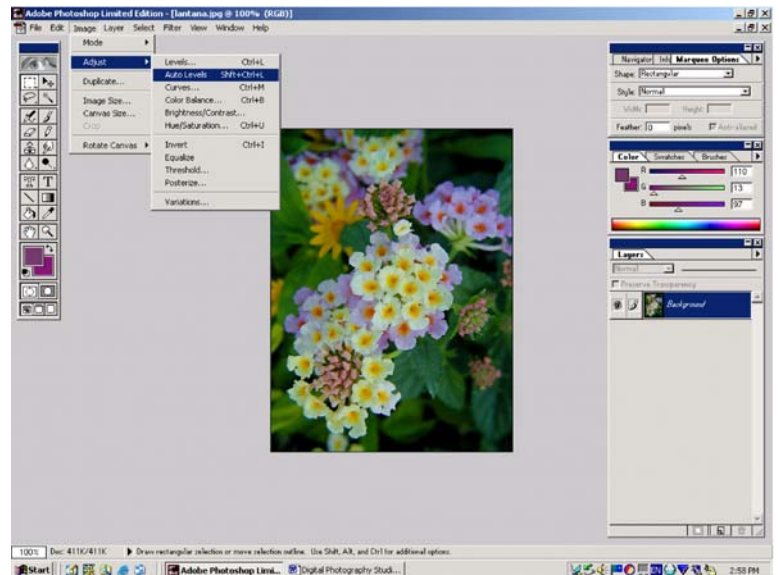 Adobe Photoshop Limited Edition - [lantana.jpg @ 100% (RGB)]
File Edit Image Layer Select Filter View Window Help
Mode
Adjust
Duplicate...
Image Size...
Canvas Size...
Crop
Rotate Canvas
Levels... Ctrl+L
Auto Levels Shft+Ctrl+L
Curves... Ctrl+M
Color Balance... Ctrl+B
Brightness/Contrast...
Hue/Saturation... Ctrl+U
Invert Ctrl+I
Equalize
Threshold...
Posterize...
Variations...
T
Navigator Info Marquee Options
Shape: Rectangular
Style: Normal
Width: Height:
Feather: 0 pixels Anti-aliased
Color Swatches Brushes
R 110
G 13
B 97
Layers
Normal
Preserve Transparency
Background
100% Doc: 411K/411K Draw rectangular selection or move selection outline. Use Shift, Alt, and Ctrl for additional options.
Start Adobe Photoshop Limi... Digital Photography Studi... 2:58 PM